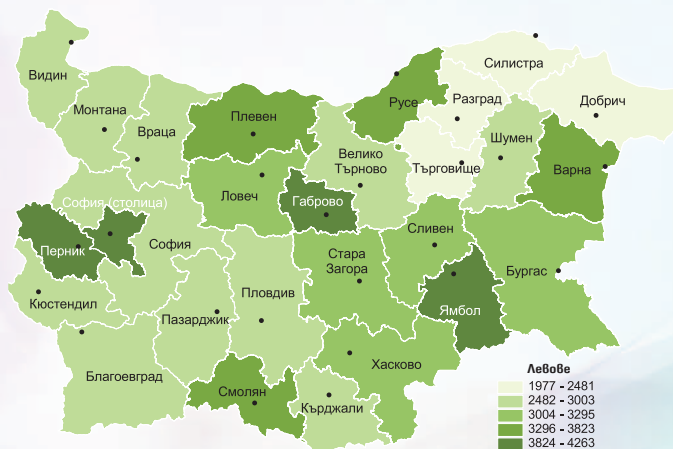 Видин
Монтана
Враца
Плевен
Русе
Силистра
Разград
Добрич
Шумен
Търговище
Варна
Велико
Търново
Ловеч
Габрово
София (столица)
Перник
София
Сливен
Стара
Загора
Бургас
Ямбол
Кюстендил
Пазарджик
Пловдив
Благоевград
Смолян
Хасково
Кърджали
Левове
1977 - 2481
2482 - 3003
3004 - 3295
3296 - 3823
3824 - 4263